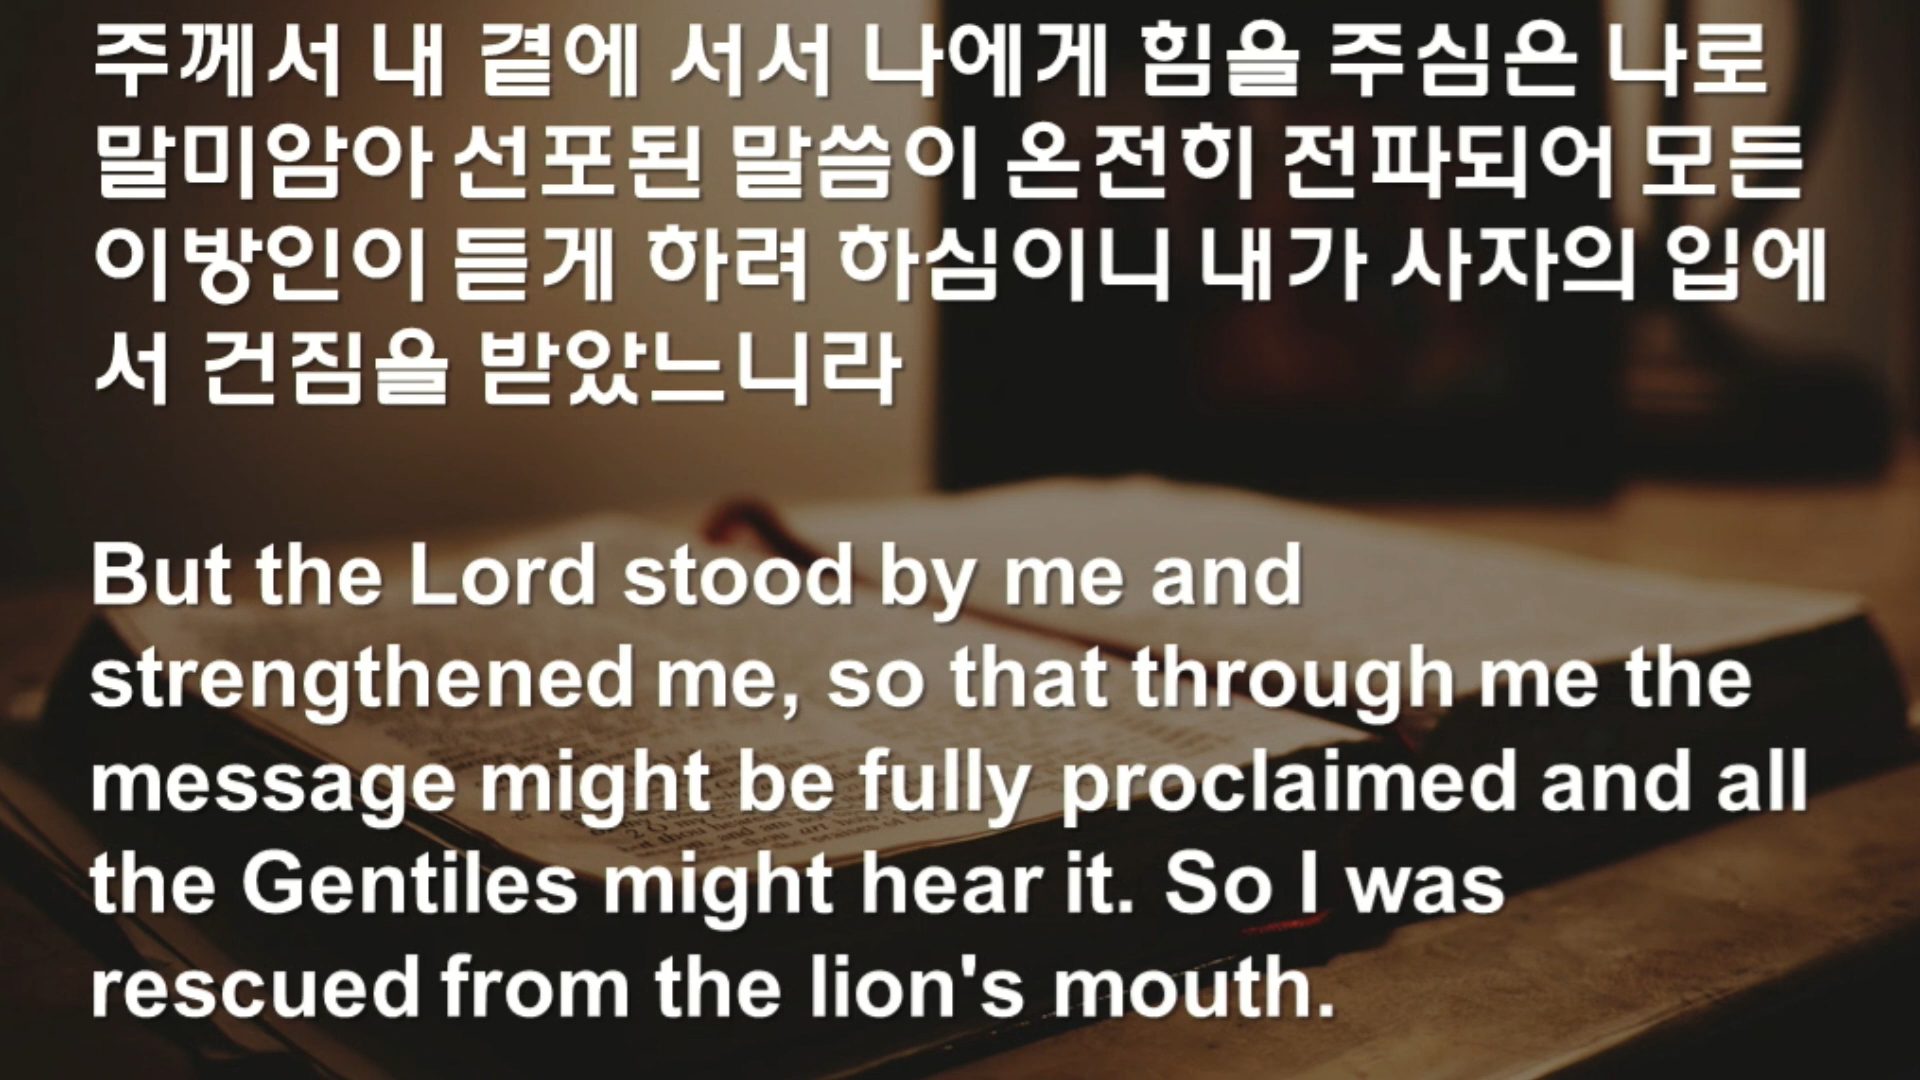 주께서 내 곁에 서서 나에게 힘을 주심은 나로
말미암아 선포된 말씀이 온전히 전파되어 모든
이방인이 듣게 하려 하심이니 내가 사자의 입에
서 건짐을 받았느니라
But the Lord stood by me and
strengthened me, so that through me the
message might be fully proclaimed and all
the Gentiles might hear it. So I was
rescued from the lion's mouth.